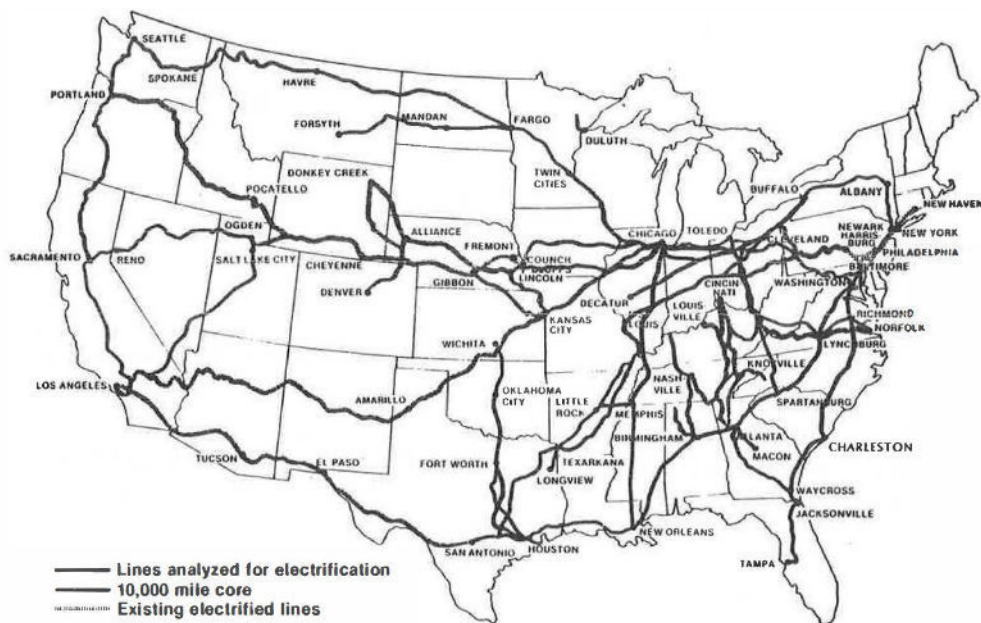 SEATTLE
SPOKANE
PORTLAND
HAVRE
FORSYTH
MANDAN
FARGO
DULUTH
TWIN
CITIES
DONKEY CREEK
POCATELLO
OGDEN
SACRAMENTO
RENO
SALT LAKE CITY
CHEYENNE
ALLIANCE
DENVER
GIBBON
FREMONT
COUNCIL
BLUFFS
LINCOLN
CHICAGO
TOLEDO
BUFFALO
ALBANY
NEW HAVEN
NEW YORK
NEWARK
HARRIS
BURG
PHILADELPHIA
BALTIMORE
CLEVELAND
WASHINGTON
DECATUR
CINCIN
NATI
LOUIS
VILLE
LOUIS
RICHMOND
NORFOLK
LYNCHBURG
KANSAS
CITY
WICHITA
LOS ANGELES
AMARILLO
OKLAHOMA
CITY
LITTLE
ROCK
NASH
VILLE
KNOXVILLE
SPARTANBURG
MEMPHIS
BIRMINGHAM
ATLANTA
MACON
CHARLESTON
TUCSON
EL PASO
FORT WORTH
TEXARKANA
LONGVIEW
WAYCROSS
JACKSONVILLE
SAN ANTONIO
HOUSTON
NEW ORLEANS
TAMPA
Lines analyzed for electrification
10,000 mile core
Existing electrified lines